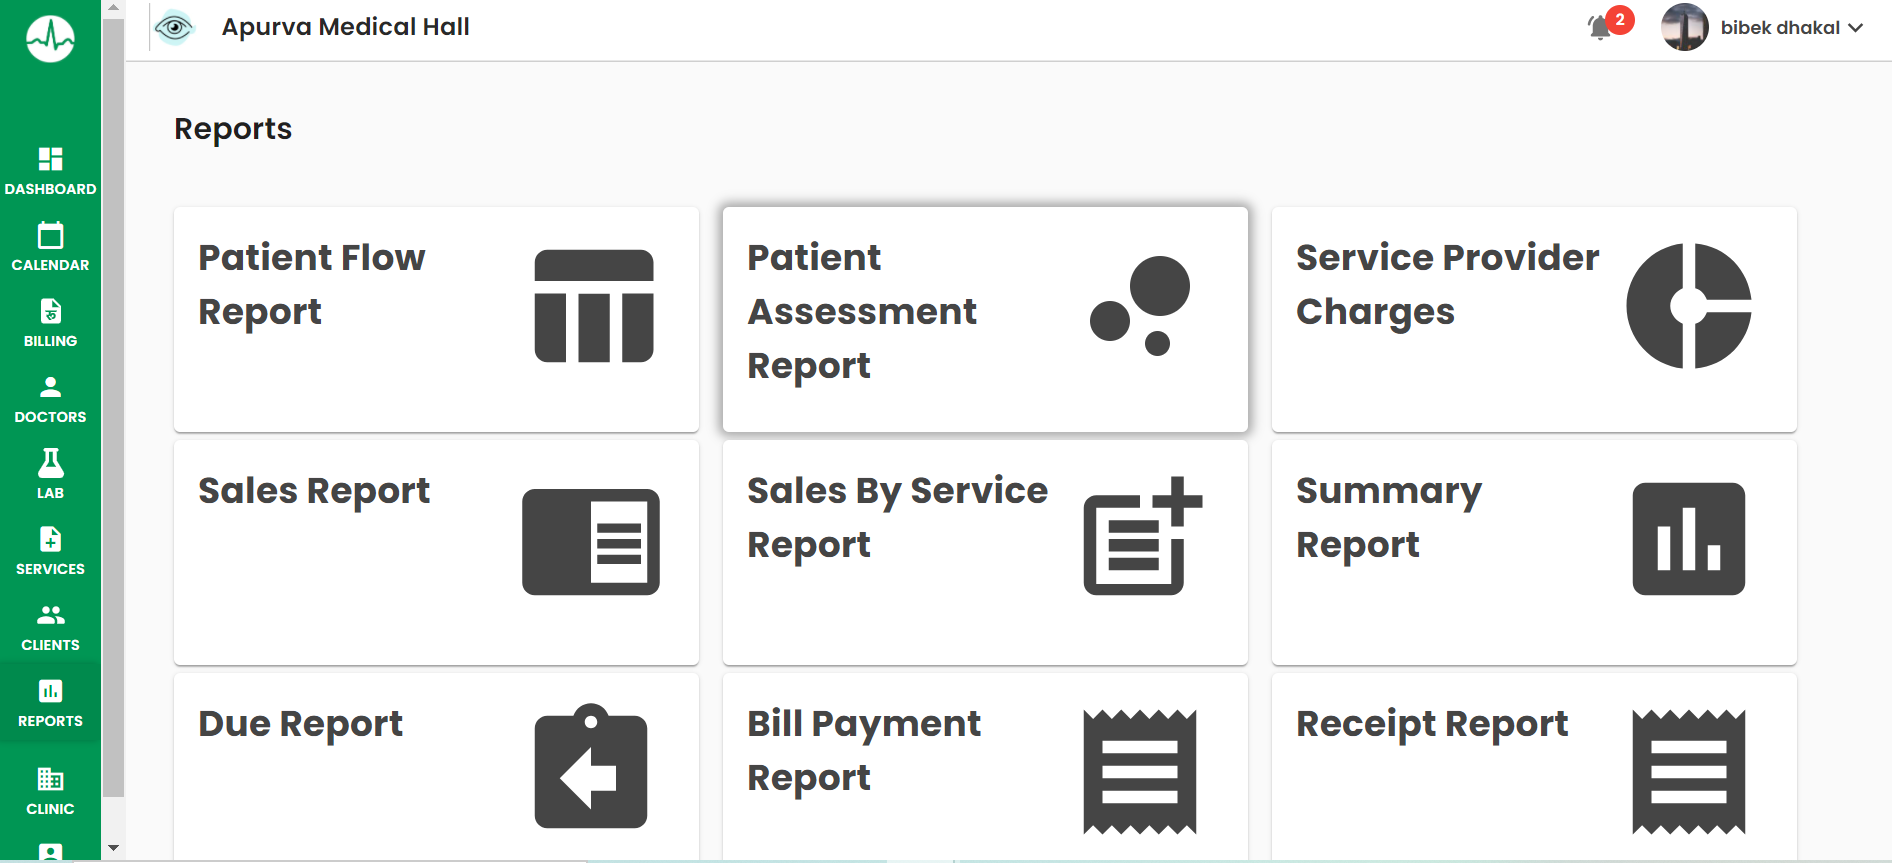 Apurva Medical Hall
2
bibek dhakal
DASHBOARD
CALENDAR
रु
BILLING
DOCTORS
LAB
SERVICES
CLIENTS
REPORTS
CLINIC
Reports
Patient Flow
Report
Patient
Assessment
Report
Service Provider
Charges
Sales Report
Sales By Service
Report
Summary
Report
Due Report
Bill Payment
Report
Receipt Report